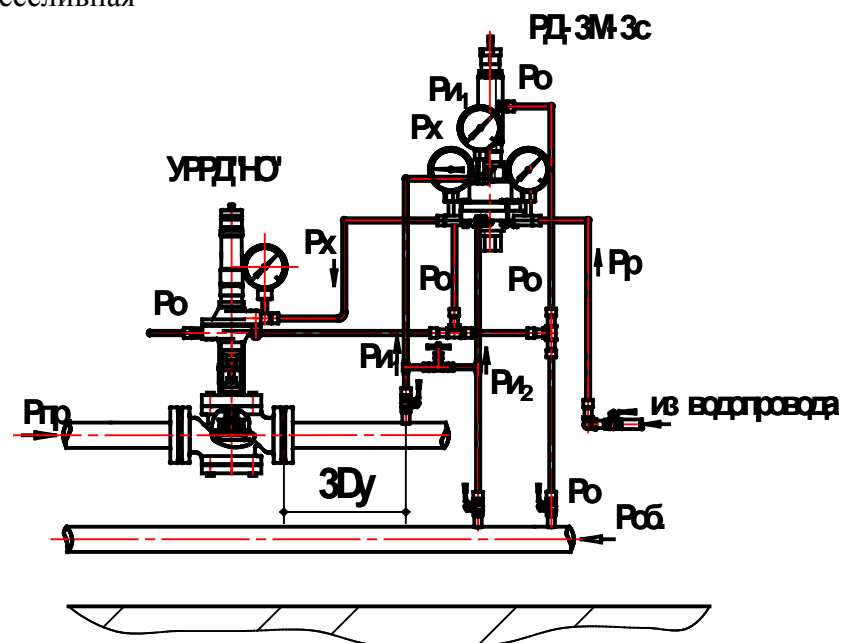 РД-3М-3с
Ро
Ри₁
Рх
УРРД"НО"
Рх
Ро
Ро
Рр
Ро
Ри
Ри₂
Рпр
из водопровода
3Dу
Ро
Роб.